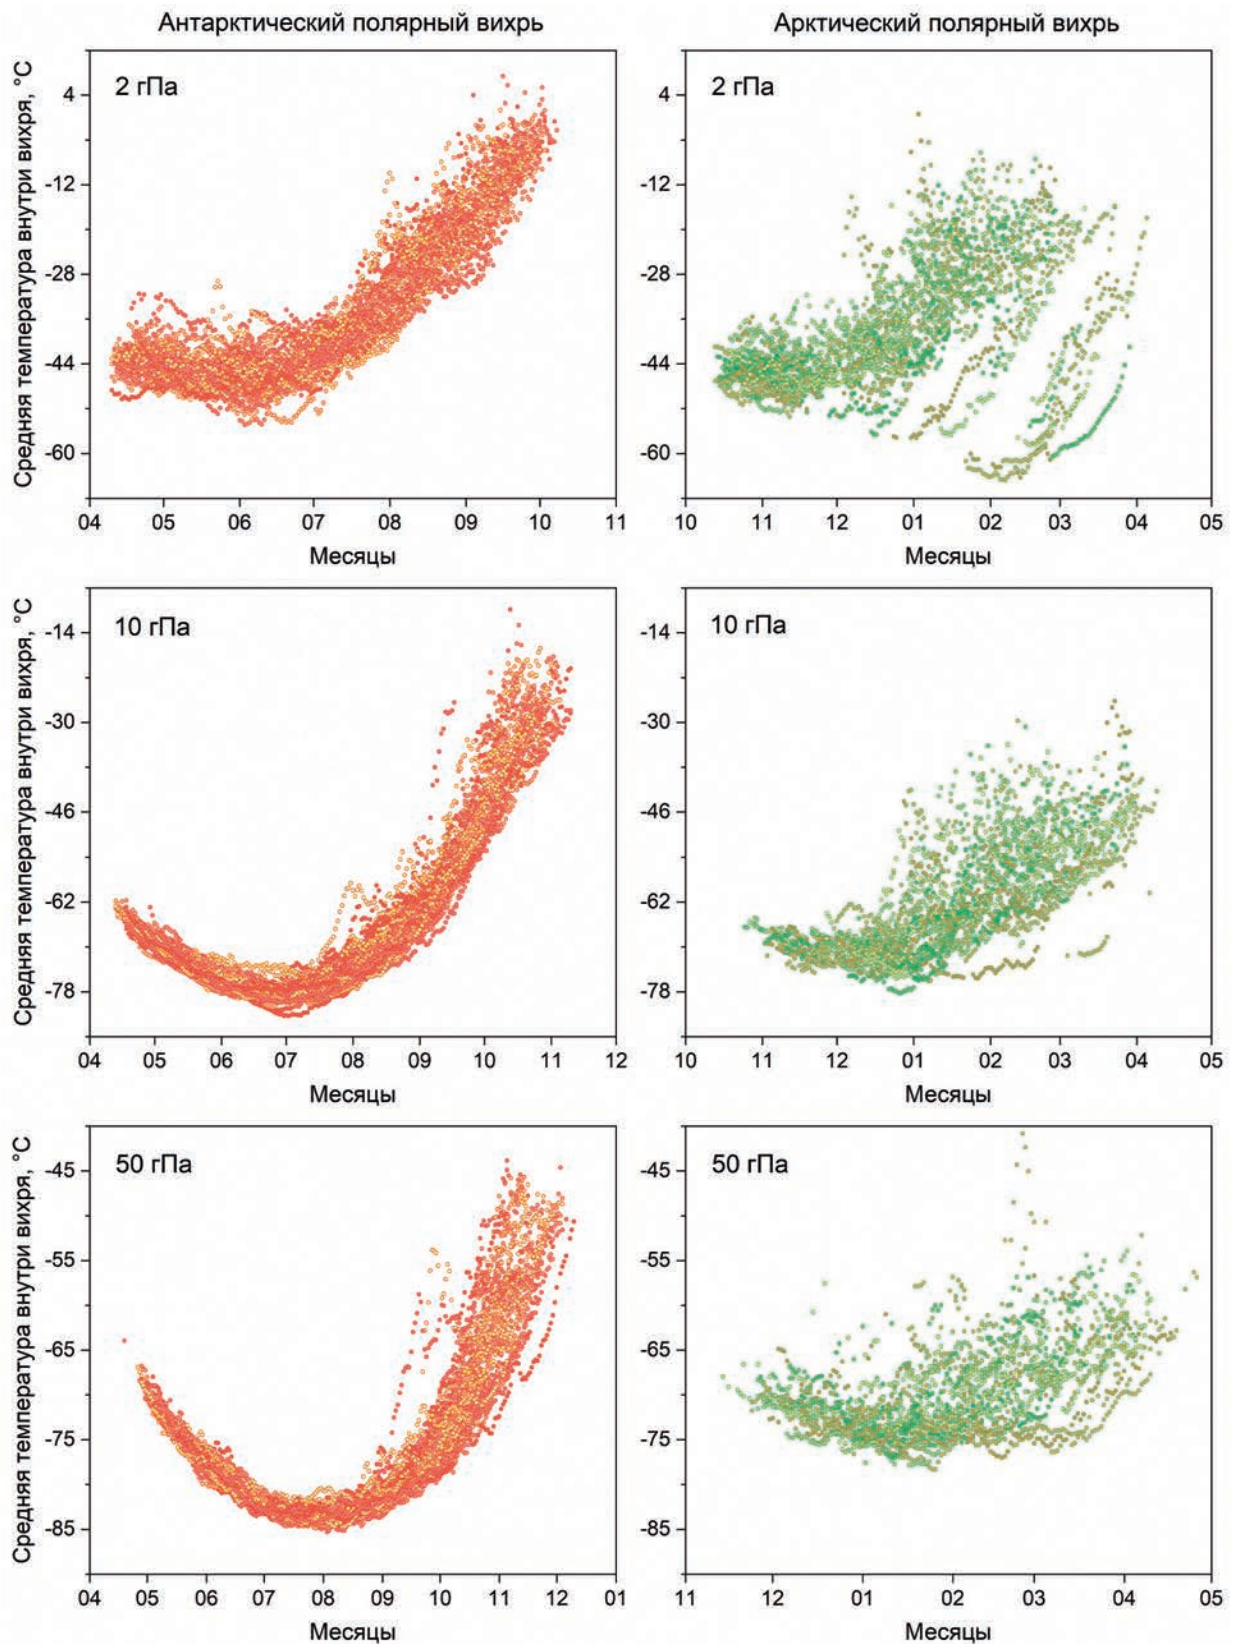 Антарктический полярный вихрь
Арктический полярный вихрь
Средняя температура внутри вихря, °C
2 гПа
4
-12
-28
-44
-60
04 05 06 07 08 09 10 11
Месяцы
2 гПа
4
-12
-28
-44
-60
10 11 12 01 02 03 04 05
Месяцы
Средняя температура внутри вихря, °C
10 гПа
-14
-30
-46
-62
-78
04 05 06 07 08 09 10 11 12
Месяцы
10 гПа
-14
-30
-46
-62
-78
10 11 12 01 02 03 04 05
Месяцы
Средняя температура внутри вихря, °C
50 гПа
-45
-55
-65
-75
-85
04 05 06 07 08 09 10 11 12 01
Месяцы
50 гПа
-45
-55
-65
-75
-85
11 12 01 02 03 04 05
Месяцы